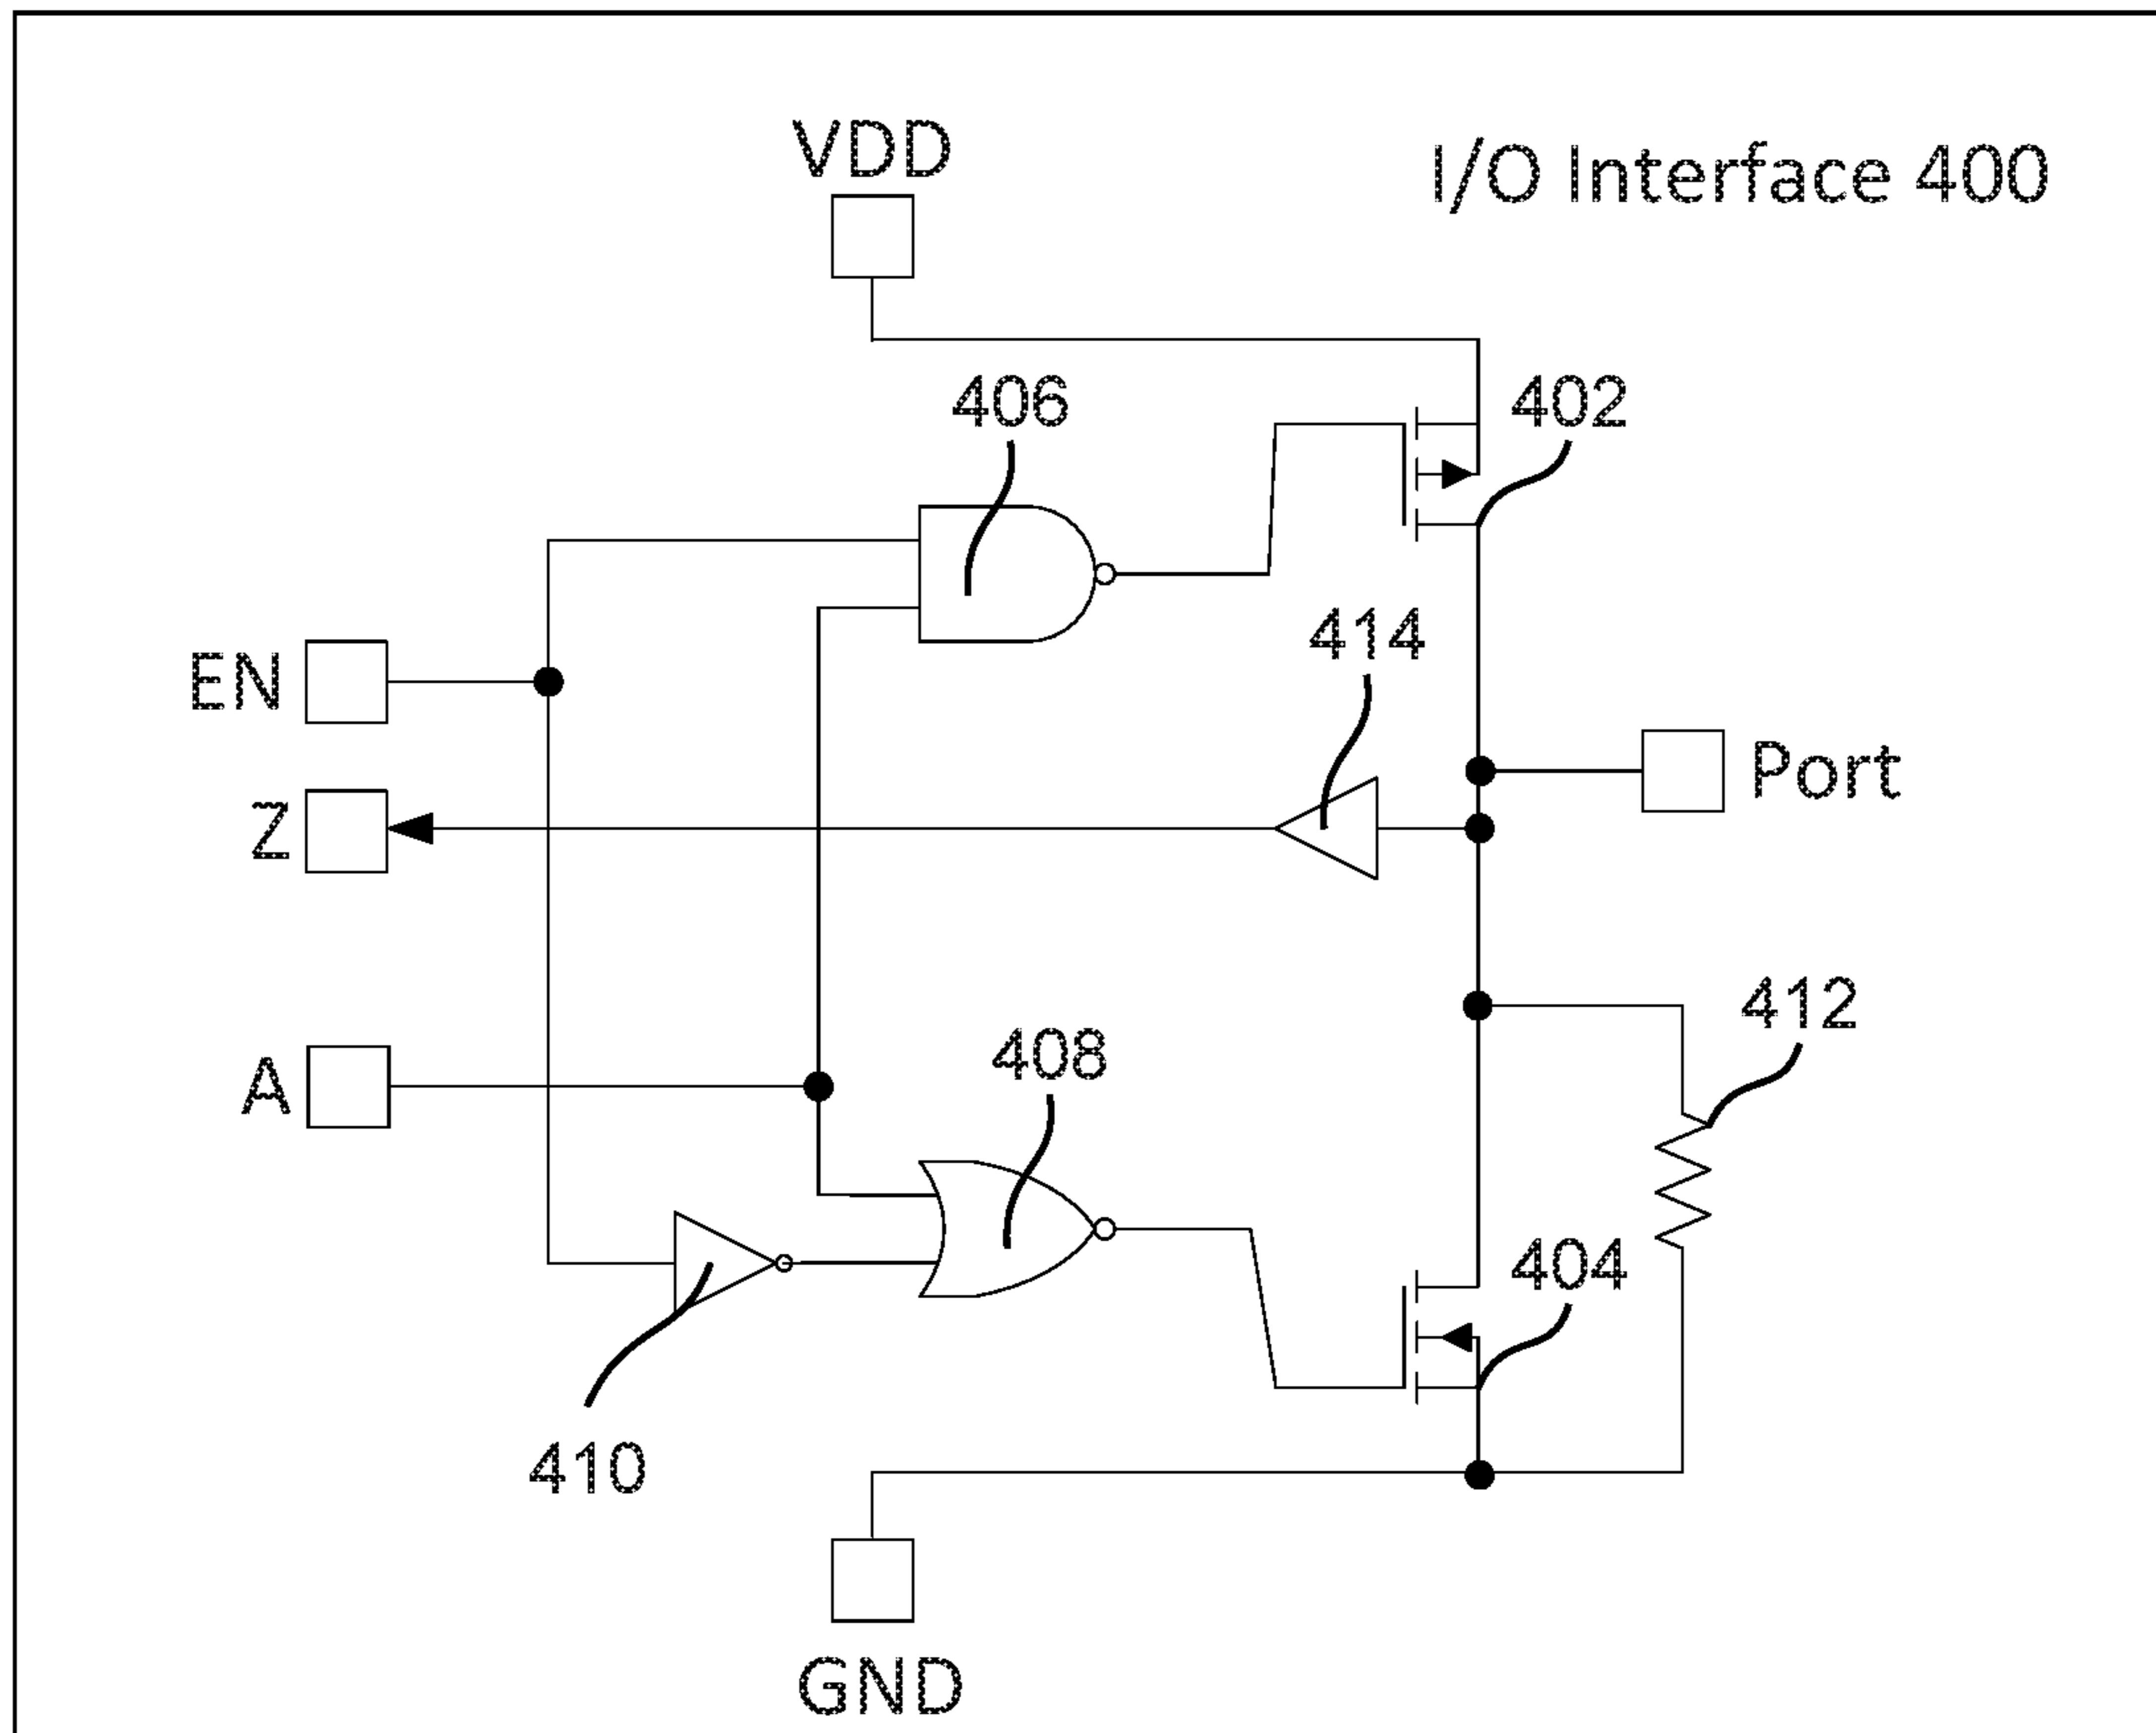 VDD
I/O Interface 400
406
402
414
EN
Port
Z
412
408
A
404
410
GND